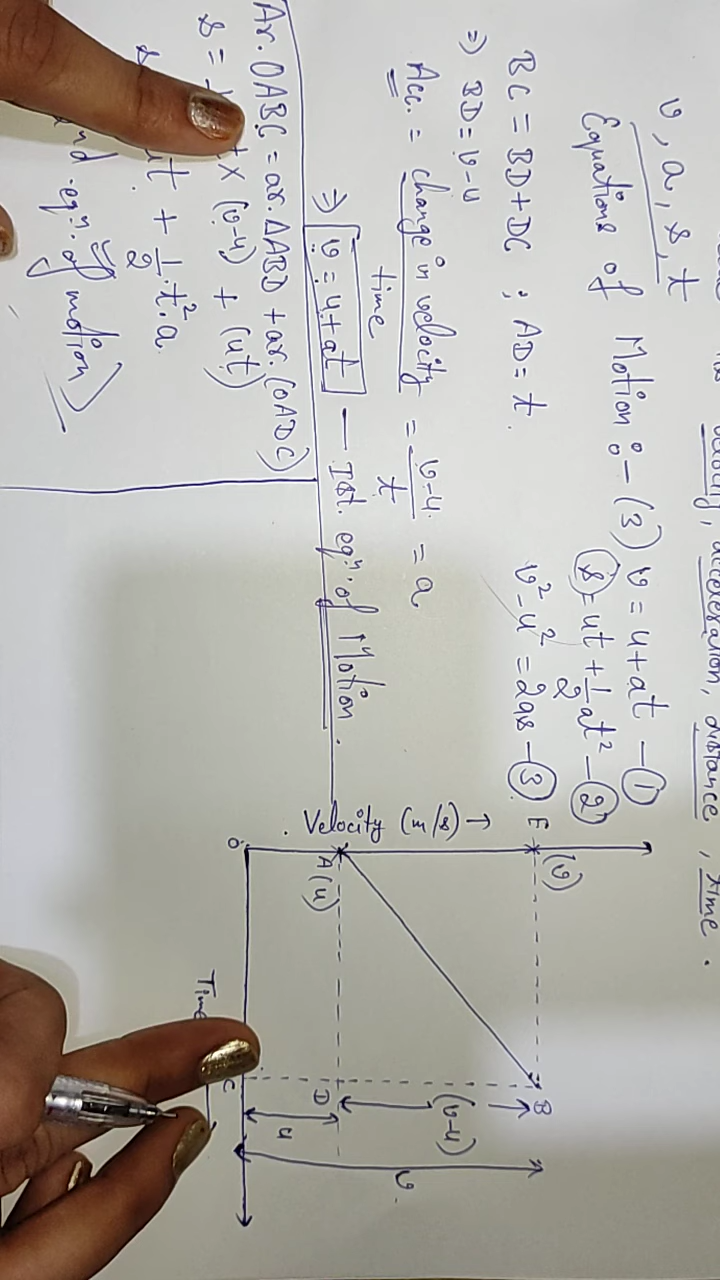 velocity, acceleration, distance, time.
v, a, s, t
Equations of Motion :- (3) v = u + at - ①
s = ut + 1/2 at² - ②
v² - u² = 2as - ③
BC = BD + DC ; AD = t.
⇒ BD = v-u
Acc. = change in velocity / time = v-u / t = a
⇒ v = u + at — Ist. eqⁿ. of Motion.
Ar. OABC = ar. ΔABD + ar. (OADC)
t × (v-u) + (ut)
ut + 1/2 . t². a
eqⁿ. of motion
Velocity (m/s) ↑
E (v)
B
(v-u)
v
A (u)
D
u
O
C
Time